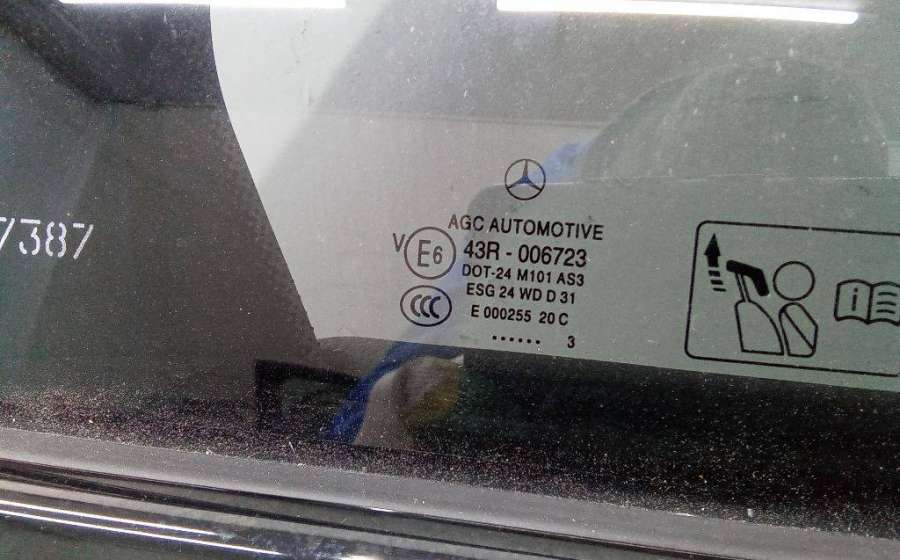 7387
AGC AUTOMOTIVE
V E6 43R - 006723
DOT-24 M101 AS3
ESG 24 WD D 31
CCC E 000255 20 C
...... 3
i